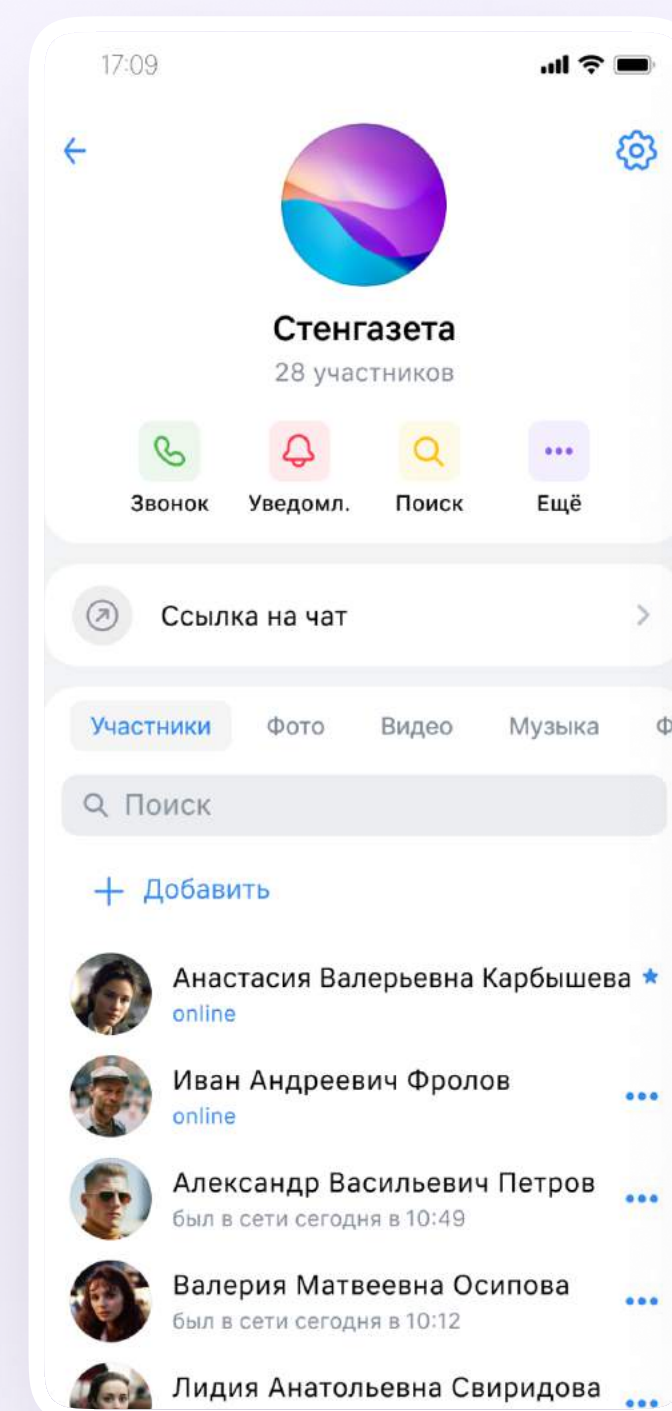 17:09
Стенгазета
28 участников
Звонок Уведомл. Поиск Ещё
Ссылка на чат
Участники Фото Видео Музыка Ф
Поиск
Добавить
Анастасия Валерьевна Карбышева
online
Иван Андреевич Фролов
online
Александр Васильевич Петров
был в сети сегодня в 10:49
Валерия Матвеевна Осипова
был в сети сегодня в 10:12
Лидия Анатольевна Свиридова